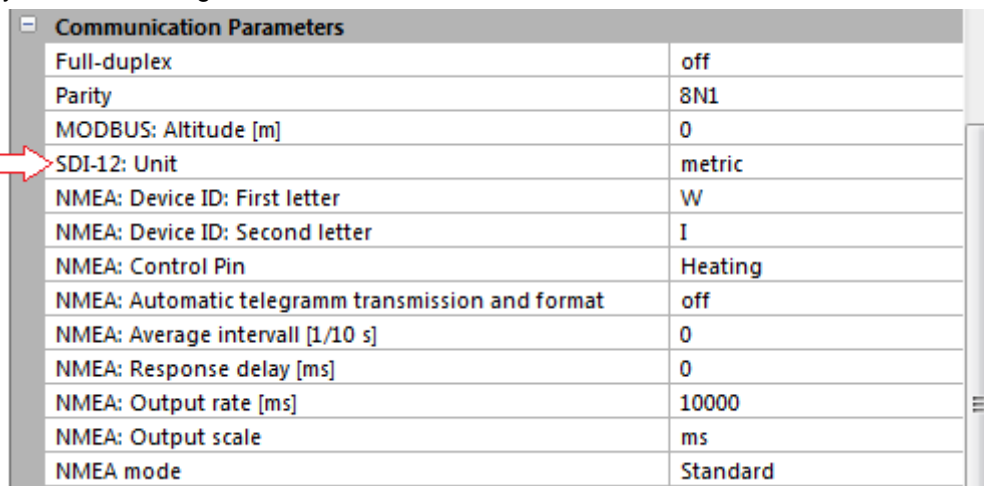 Communication Parameters
Full-duplex off
Parity 8N1
MODBUS: Altitude [m] 0
SDI-12: Unit metric
NMEA: Device ID: First letter W
NMEA: Device ID: Second letter I
NMEA: Control Pin Heating
NMEA: Automatic telegramm transmission and format off
NMEA: Average intervall [1/10 s] 0
NMEA: Response delay [ms] 0
NMEA: Output rate [ms] 10000
NMEA: Output scale ms
NMEA mode Standard